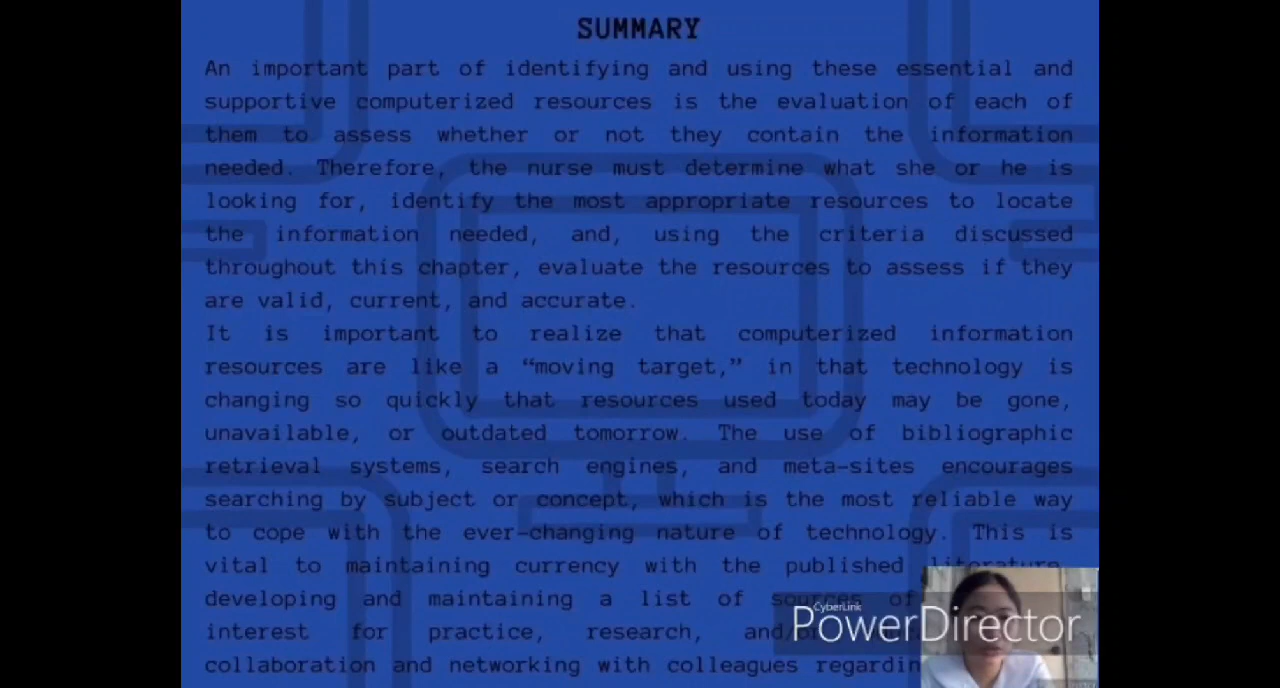 SUMMARY
An important part of identifying and using these essential and
supportive computerized resources is the evaluation of each of
them to assess whether or not they contain the information
needed. Therefore, the nurse must determine what she or he is
looking for, identify the most appropriate resources to locate
the information needed, and, using the criteria discussed
throughout this chapter, evaluate the resources to assess if they
are valid, current, and accurate.
It is important to realize that computerized information
resources are like a “moving target,” in that technology is
changing so quickly that resources used today may be gone,
unavailable, or outdated tomorrow. The use of bibliographic
retrieval systems, search engines, and meta-sites encourages
searching by subject or concept, which is the most reliable way
to cope with the ever-changing nature of technology. This is
vital to maintaining currency with the published literature,
developing and maintaining a list of sources of
interest for practice, research, and/or
collaboration and networking with colleagues
CyberLink
PowerDirector